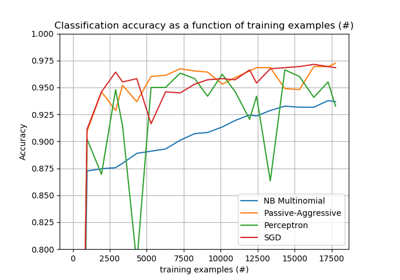 Classification accuracy as a function of training examples (#)
1.000
0.975
0.950
0.925
0.900
0.875
0.850
0.825
0.800
Accuracy
NB Multinomial
Passive-Aggressive
Perceptron
SGD
0 2500 5000 7500 10000 12500 15000 17500
training examples (#)